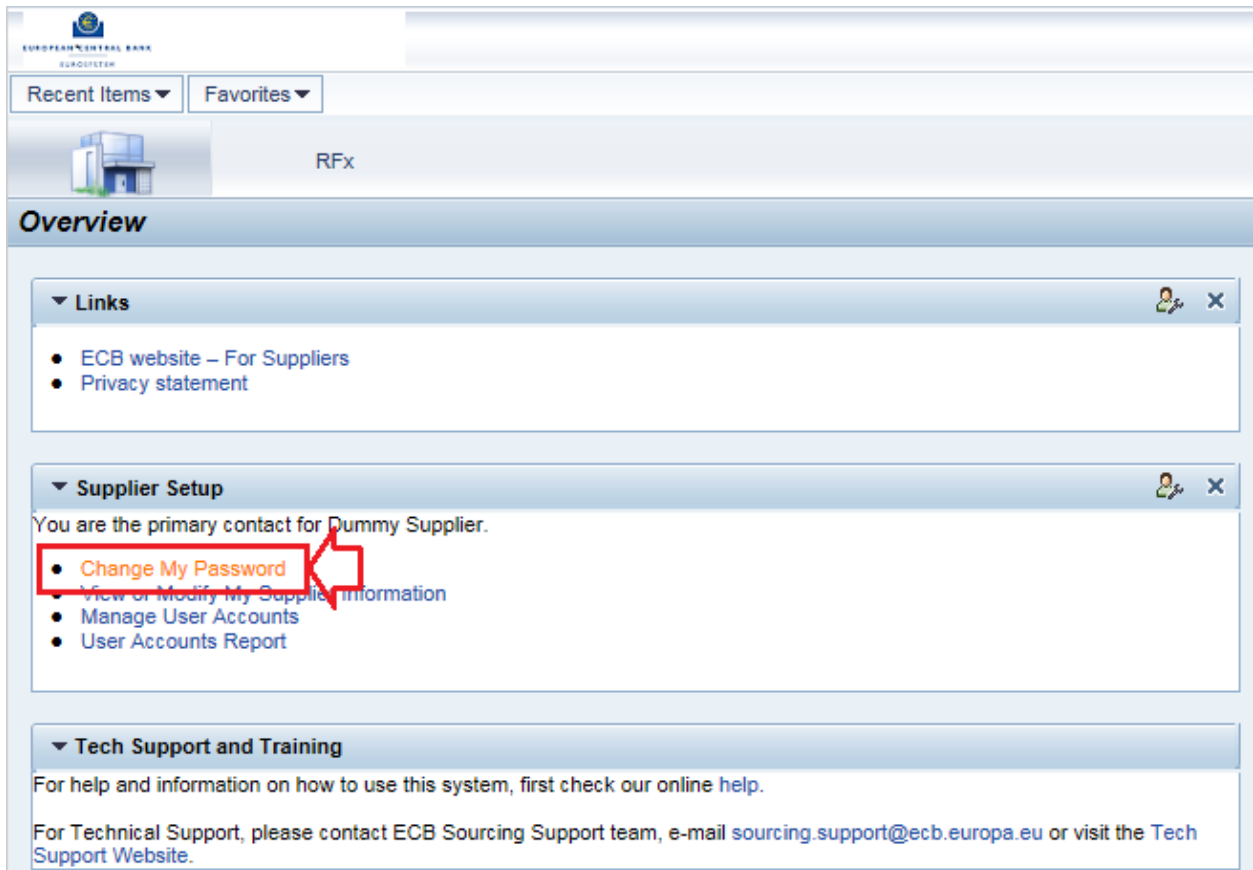 EUROPEAN CENTRAL BANK
EUROSYSTEM
Recent Items
Favorites
RFx
Overview
Links
ECB website – For Suppliers
Privacy statement
Supplier Setup
You are the primary contact for Dummy Supplier.
Change My Password
View or Modify My Supplier Information
Manage User Accounts
User Accounts Report
Tech Support and Training
For help and information on how to use this system, first check our online help.
For Technical Support, please contact ECB Sourcing Support team, e-mail sourcing.support@ecb.europa.eu or visit the Tech
Support Website.